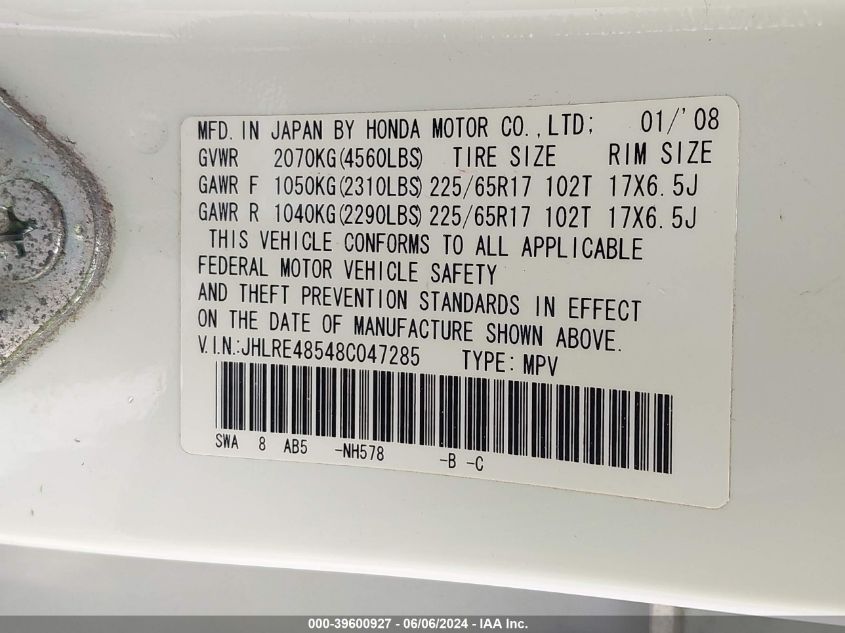 MFD. IN JAPAN BY HONDA MOTOR CO.,LTD; 01/'08
GVWR 2070KG(4560LBS) TIRE SIZE RIM SIZE
GAWR F 1050KG(2310LBS) 225/65R17 102T 17X6.5J
GAWR R 1040KG(2290LBS) 225/65R17 102T 17X6.5J
THIS VEHICLE CONFORMS TO ALL APPLICABLE
FEDERAL MOTOR VEHICLE SAFETY
AND THEFT PREVENTION STANDARDS IN EFFECT
ON THE DATE OF MANUFACTURE SHOWN ABOVE.
V.I.N.:JHLRE48548C047285 TYPE: MPV
SWA 8 AB5 -NH578 -B -C
000-39600927 - 06/06/2024 - IAA Inc.